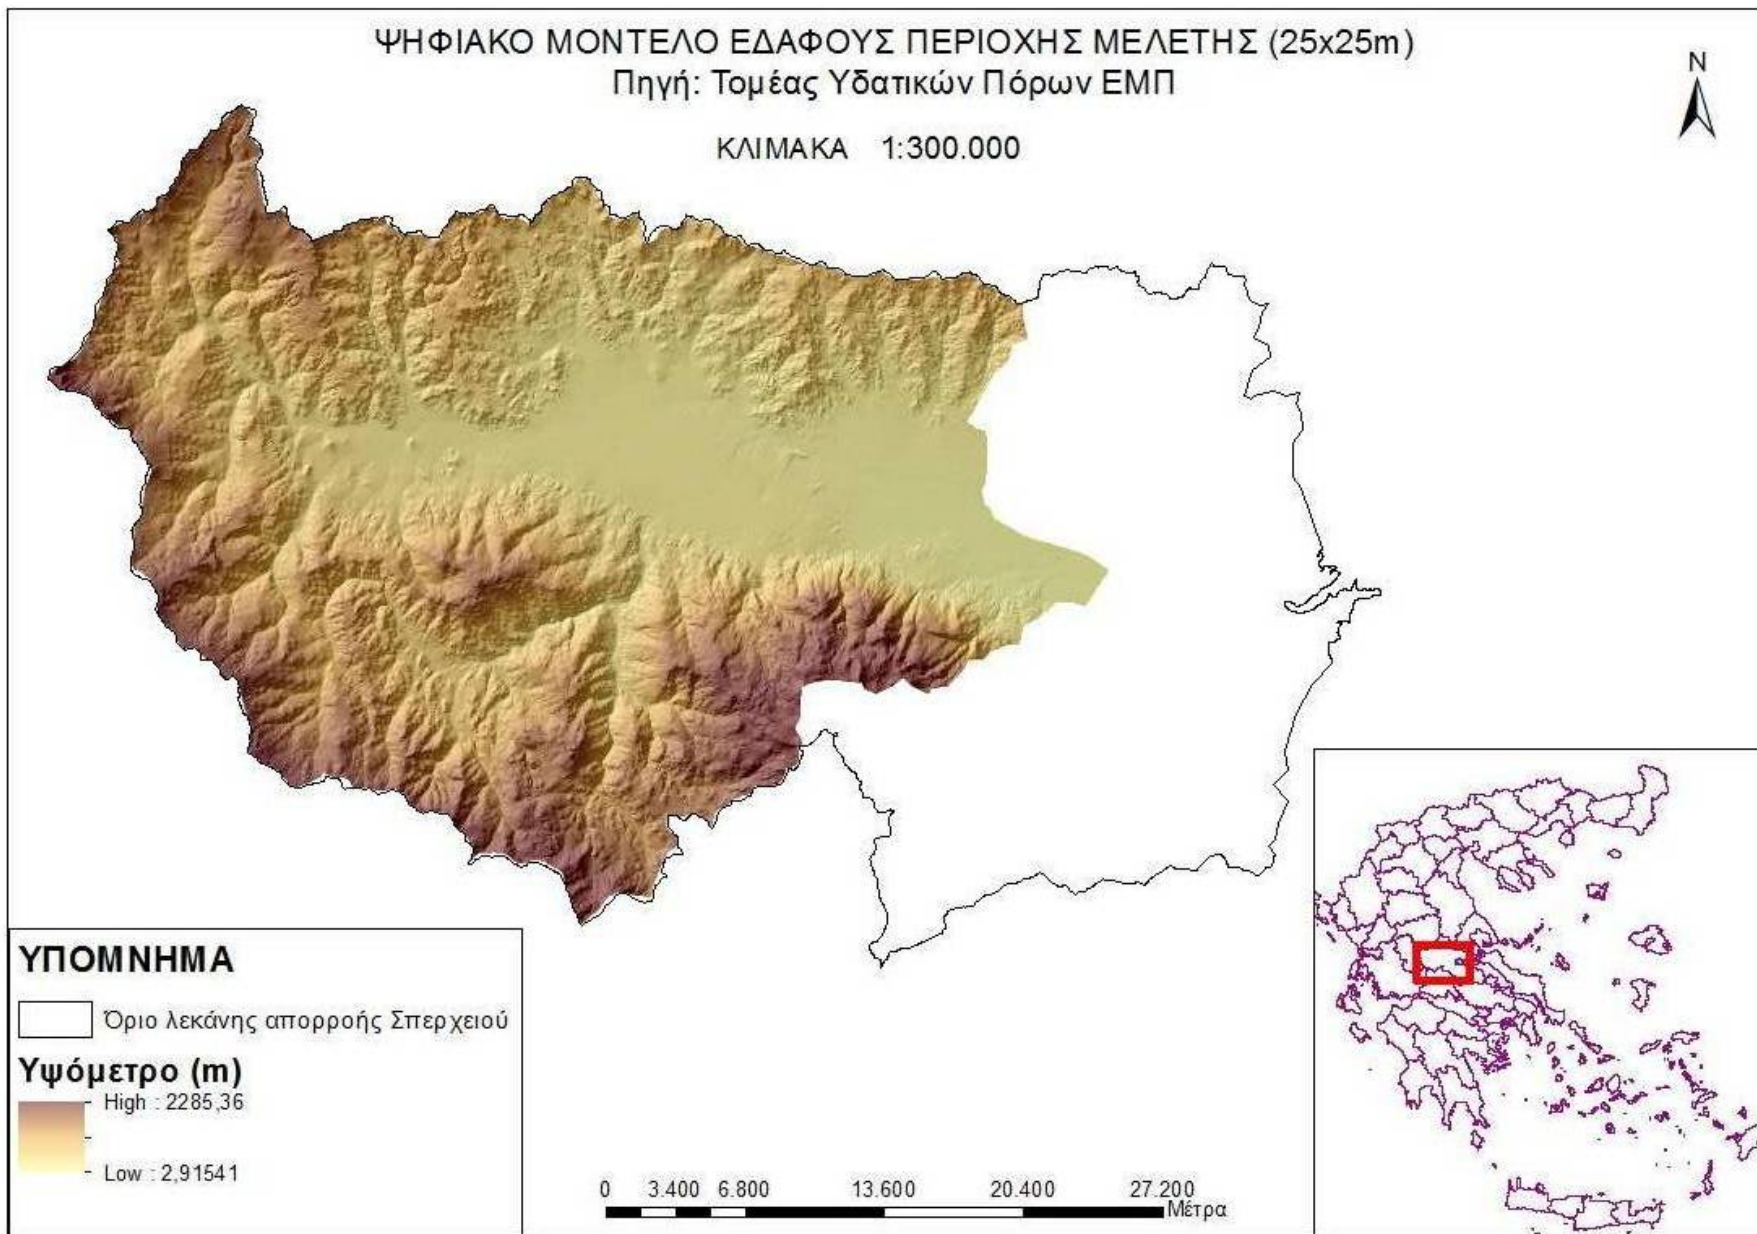 ΨΗΦΙΑΚΟ ΜΟΝΤΕΛΟ ΕΔΑΦΟΥΣ ΠΕΡΙΟΧΗΣ ΜΕΛΕΤΗΣ (25x25m)
Πηγή: Τομέας Υδατικών Πόρων ΕΜΠ
ΚΛΙΜΑΚΑ 1:300.000
N
ΥΠΟΜΝΗΜΑ
Όριο λεκάνης απορροής Σπερχειού
Υψόμετρο (m)
High : 2285,36
Low : 2,91541
0 3.400 6.800 13.600 20.400 27.200
Μέτρα